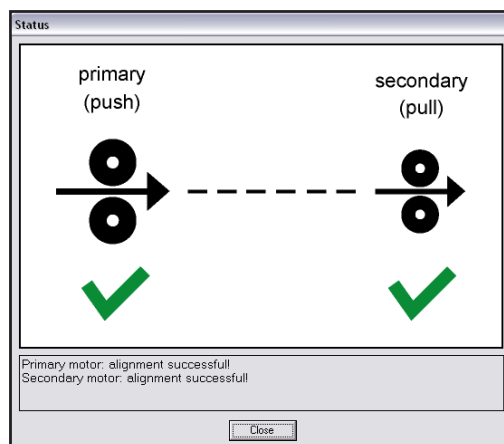 Status
primary
(push)
secondary
(pull)
Primary motor: alignment successful!
Secondary motor: alignment successful!
Close